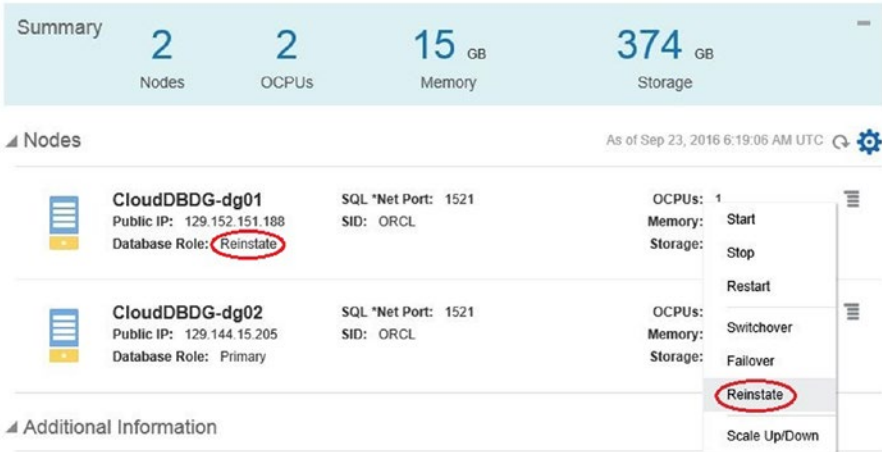 Summary
2 2 15 GB 374 GB
Nodes OCPUs Memory Storage
Nodes As of Sep 23, 2016 6:19:06 AM UTC
CloudDBDG-dg01 SQL *Net Port: 1521 OCPUs: 1
Public IP: 129.152.151.188 SID: ORCL Memory:
Database Role: Reinstate Storage:
Start
Stop
Restart
CloudDBDG-dg02 SQL *Net Port: 1521 OCPUs:
Public IP: 129.144.15.205 SID: ORCL Memory:
Database Role: Primary Storage:
Switchover
Failover
Reinstate
Scale Up/Down
Additional Information